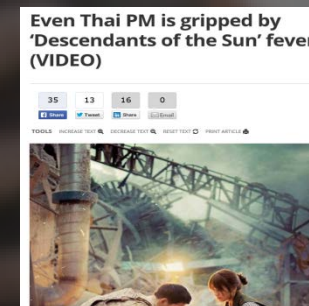 Even Thai PM is gripped by
'Descendants of the Sun' fever
(VIDEO)
35 13 16 0
Share Tweet Share Email
TOOLS INCREASE TEXT DECREASE TEXT RESET TEXT PRINT ARTICLE